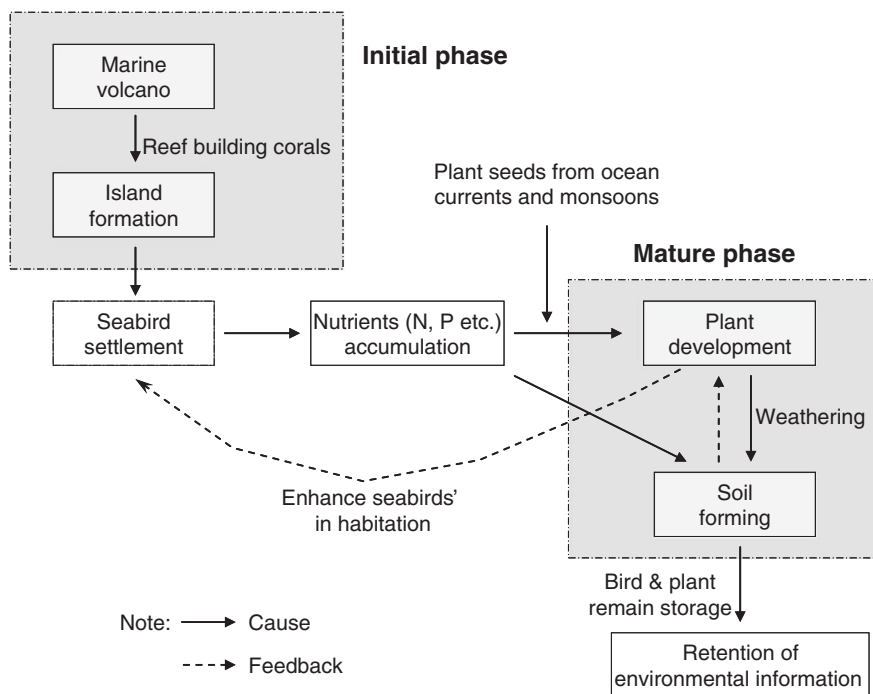 Initial phase
Marine
volcano
Reef building corals
Island
formation
Plant seeds from ocean
currents and monsoons
Mature phase
Seabird
settlement
Nutrients (N, P etc.)
accumulation
Plant
development
Weathering
Enhance seabirds'
in habitation
Soil
forming
Bird & plant
remain storage
Retention of
environmental information
Note:
Cause
Feedback